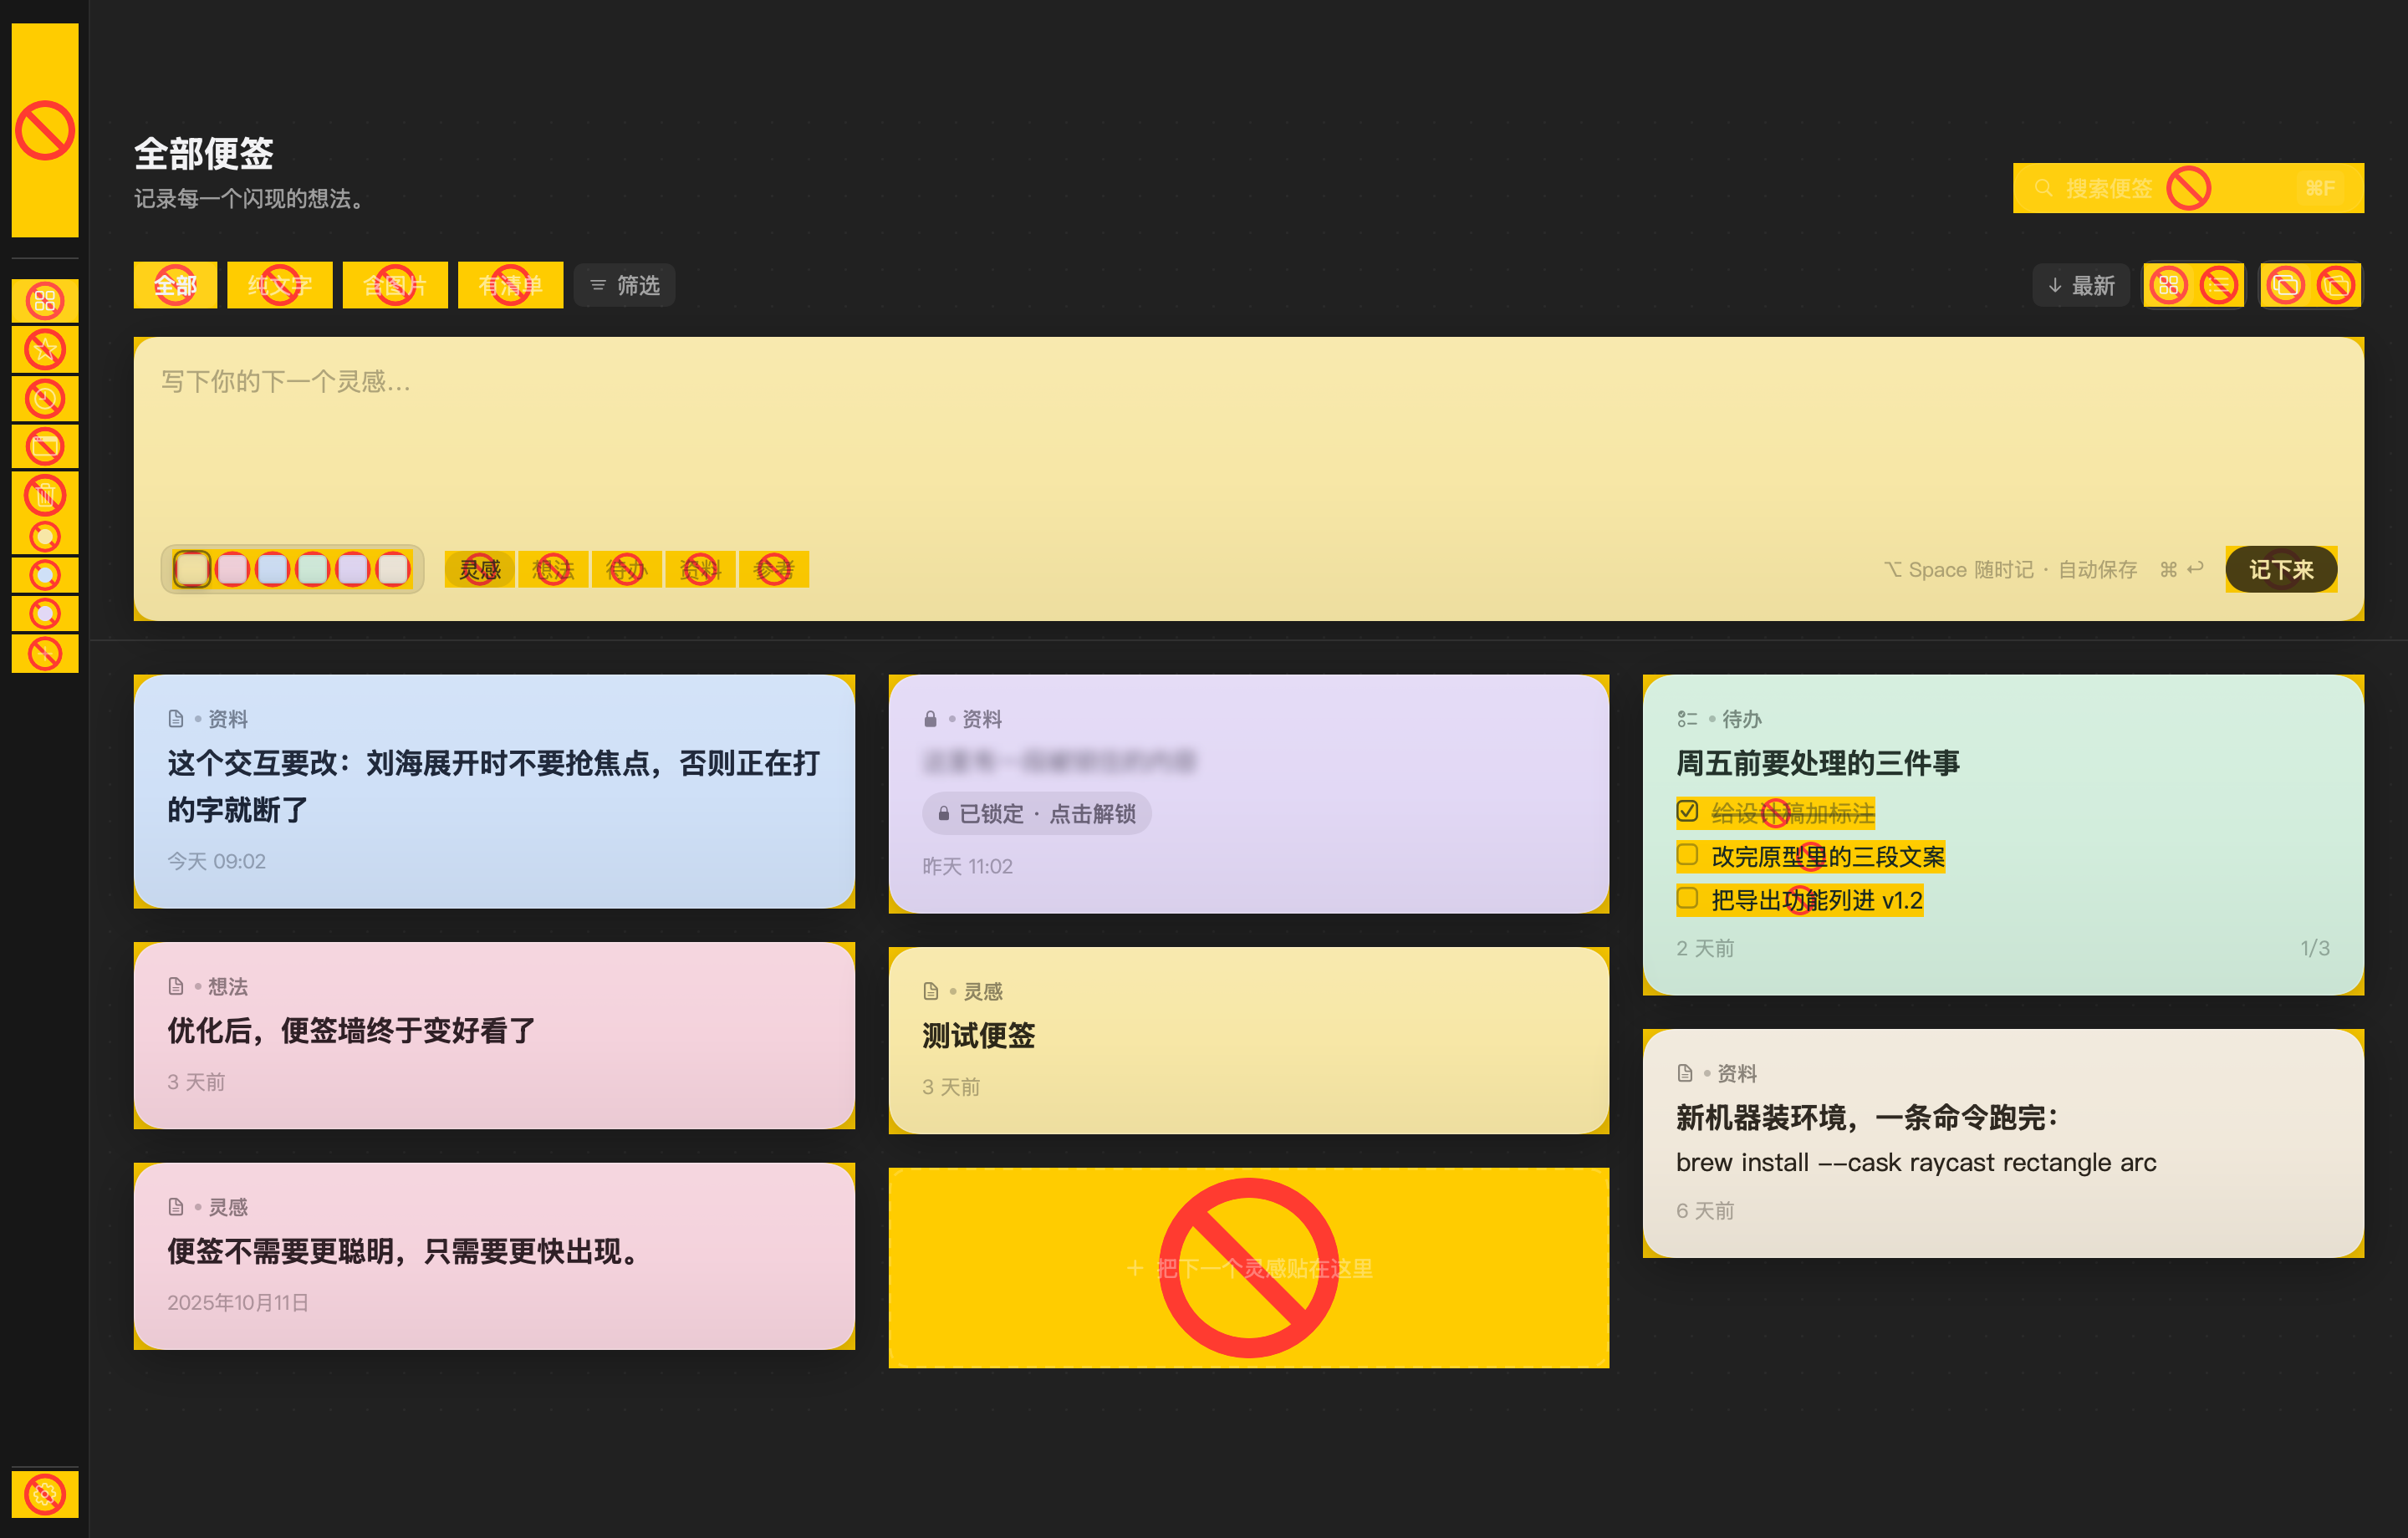 全部便签
记录每一个闪现的想法。
搜索便签 ⌘F
全部 纯文字 含图片 有清单 筛选
最新
写下你的下一个灵感...
灵感 想法 待办 资料 参考
⌥ Space 随时记 · 自动保存 ⌘ ↩
记下来
资料
这个交互要改：刘海展开时不要抢焦点，否则正在打
的字就断了
今天 09:02
想法
优化后，便签墙终于变好看了
3 天前
灵感
便签不需要更聪明，只需要更快出现。
2025年10月11日
资料
这里有一段被锁住的内容
已锁定 · 点击解锁
昨天 11:02
灵感
测试便签
3 天前
+ 把下一个灵感贴在这里
待办
周五前要处理的三件事
给设计稿加标注
改完原型里的三段文案
把导出功能列进 v1.2
2 天前 1/3
资料
新机器装环境，一条命令跑完：
brew install --cask raycast rectangle arc
6 天前